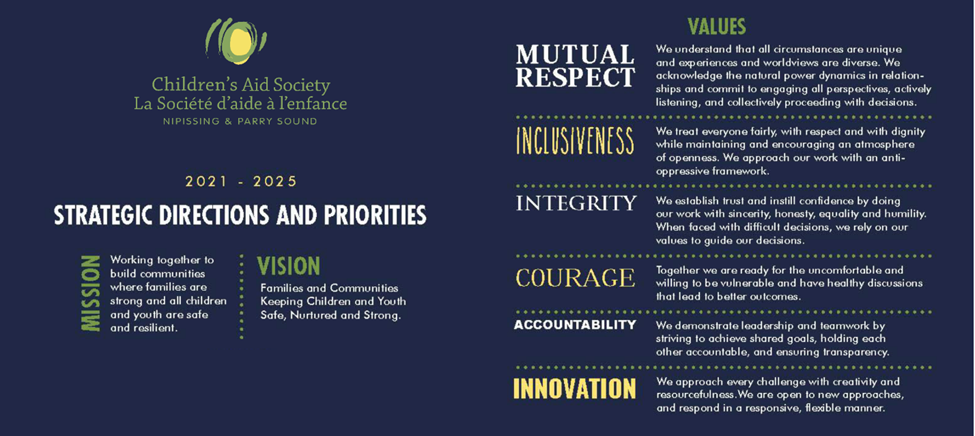 Children's Aid Society
La Société d'aide à l'enfance
NIPISSING & PARRY SOUND
2021 - 2025
STRATEGIC DIRECTIONS AND PRIORITIES
MISSION
Working together to
build communities
where families are
strong and all children
and youth are safe
and resilient.
VISION
Families and Communities
Keeping Children and Youth
Safe, Nurtured and Strong.
VALUES
MUTUAL
RESPECT
We understand that all circumstances are unique
and experiences and worldviews are diverse. We
acknowledge the natural power dynamics in relation-
ships and commit to engaging all perspectives, actively
listening, and collectively proceeding with decisions.
INCLUSIVENESS
We treat everyone fairly, with respect and with dignity
while maintaining and encouraging an atmosphere
of openness. We approach our work with an anti-
oppressive framework.
INTEGRITY
We establish trust and instill confidence by doing
our work with sincerity, honesty, equality and humility.
When faced with difficult decisions, we rely on our
values to guide our decisions.
COURAGE
Together we are ready for the uncomfortable and
willing to be vulnerable and have healthy discussions
that lead to better outcomes.
ACCOUNTABILITY
We demonstrate leadership and teamwork by
striving to achieve shared goals, holding each
other accountable, and ensuring transparency.
INNOVATION
We approach every challenge with creativity and
resourcefulness.We are open to new approaches,
and respond in a responsive, flexible manner.